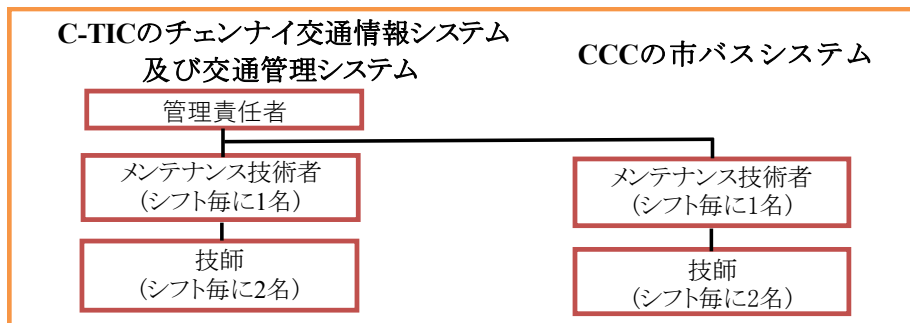 C-TICのチェンナイ交通情報システム
及び交通管理システム
CCCの市バスシステム
管理責任者
メンテナンス技術者
(シフト毎に1名)
メンテナンス技術者
(シフト毎に1名)
技師
(シフト毎に2名)
技師
(シフト毎に2名)